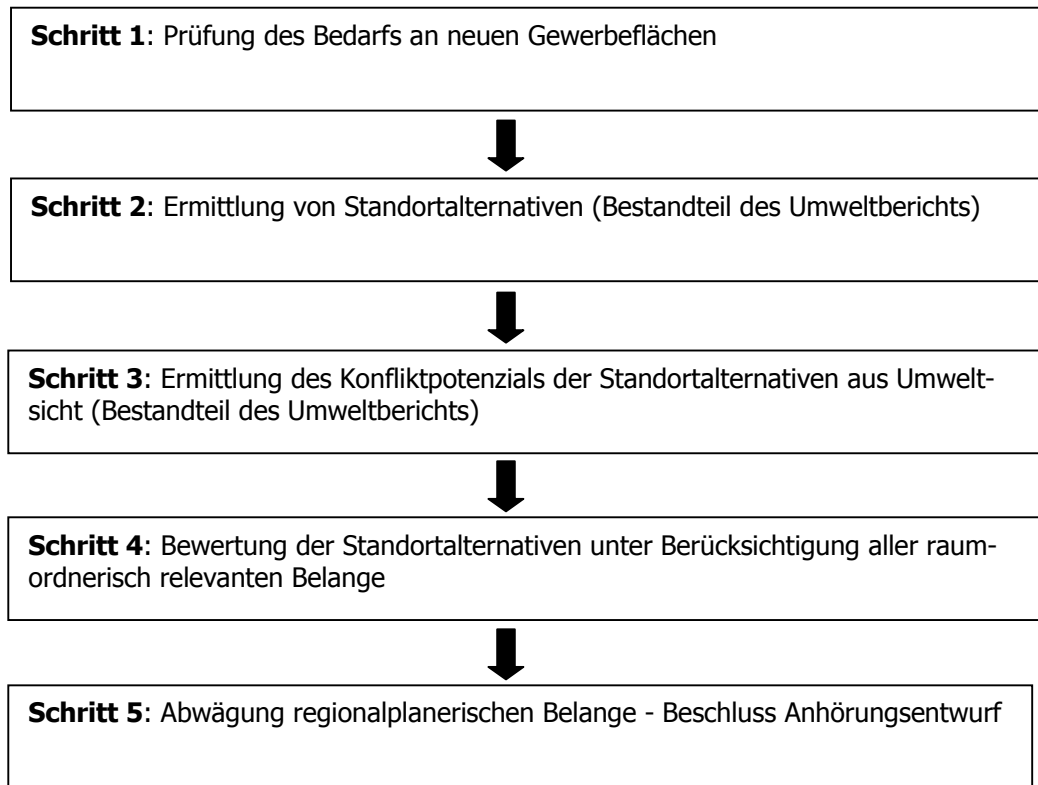 Schritt 1: Prüfung des Bedarfs an neuen Gewerbeflächen
Schritt 2: Ermittlung von Standortalternativen (Bestandteil des Umweltberichts)
Schritt 3: Ermittlung des Konfliktpotenzials der Standortalternativen aus Umwelt-
sicht (Bestandteil des Umweltberichts)
Schritt 4: Bewertung der Standortalternativen unter Berücksichtigung aller raum-
ordnerisch relevanten Belange
Schritt 5: Abwägung regionalplanerischen Belange - Beschluss Anhörungsentwurf